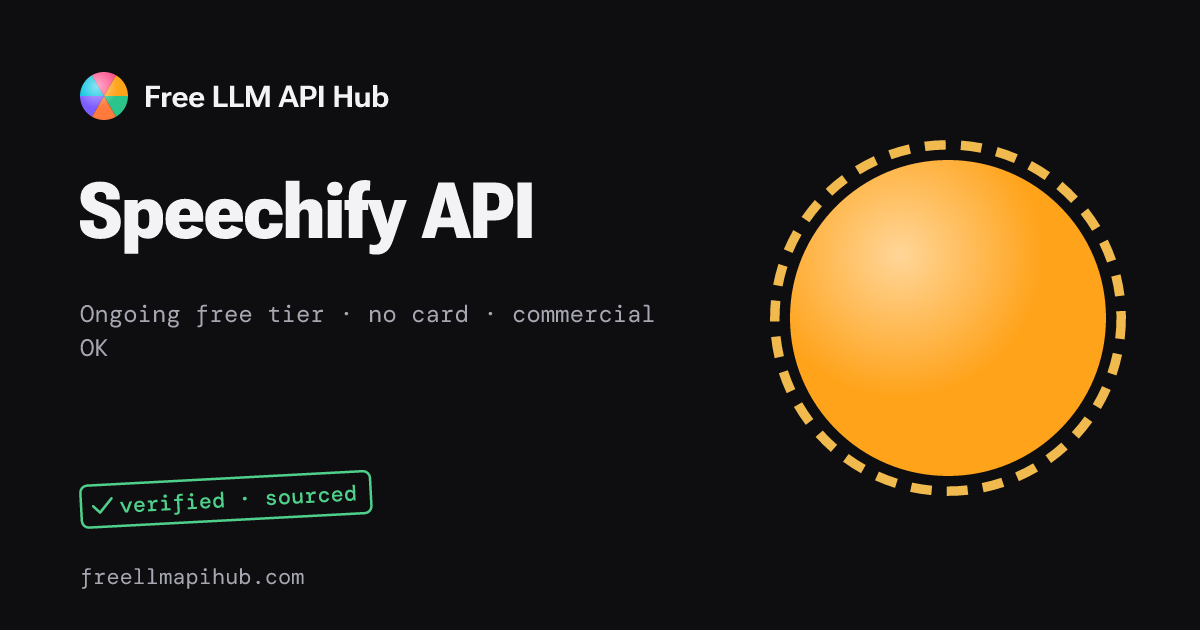 Free LLM API Hub
Speechify API
Ongoing free tier · no card · commercial
OK
verified · sourced
freellmapihub.com